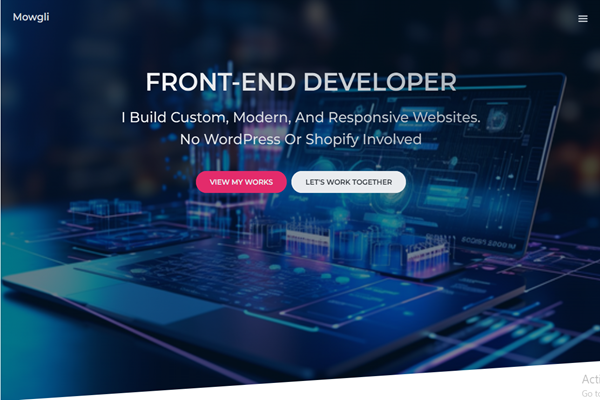 Mowgli
FRONT-END DEVELOPER
I Build Custom, Modern, And Responsive Websites.
No WordPress Or Shopify Involved
VIEW MY WORKS
LET'S WORK TOGETHER
Acti
Go to